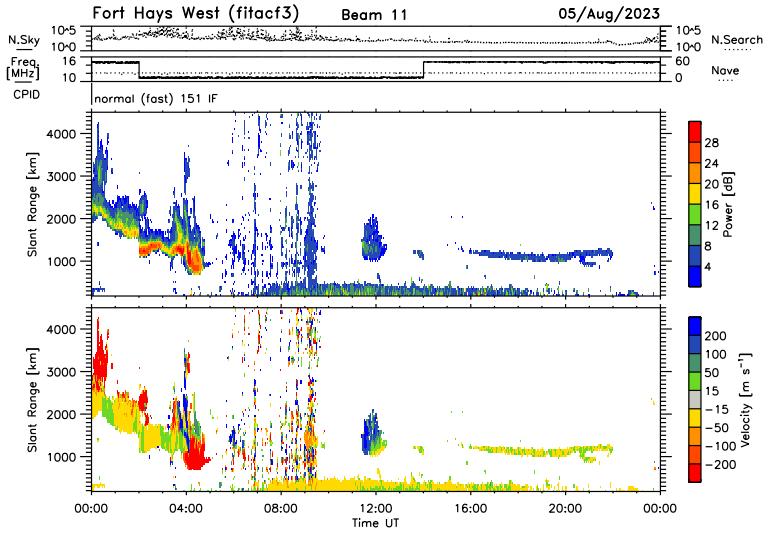 Fort Hays West (fitacf3) Beam 11 05/Aug/2023
N.Sky 10^5 10^0 10^5 10^0 N.Search
Freq. [MHz] 16 10 60 0 Nave
CPID normal (fast) 151 IF
Slant Range [km] 4000 3000 2000 1000
Power [dB] 28 24 20 16 12 8 4
Slant Range [km] 4000 3000 2000 1000
Velocity [m s⁻¹] 200 100 50 15 −15 −50 −100 −200
00:00 04:00 08:00 12:00 16:00 20:00 00:00
Time UT